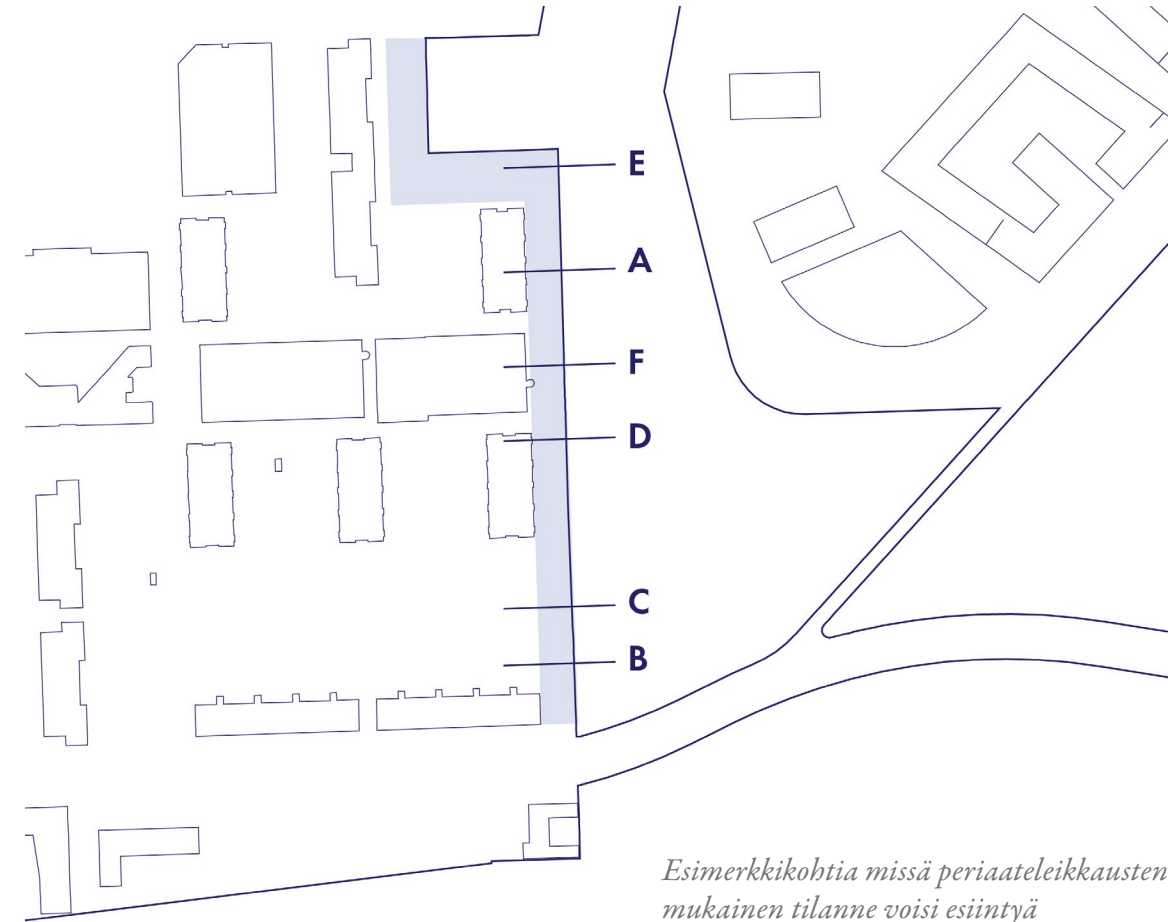 E
A
F
D
C
B
Esimerkkikohtia missä periaateleikkausten
mukainen tilanne voisi esiintyä